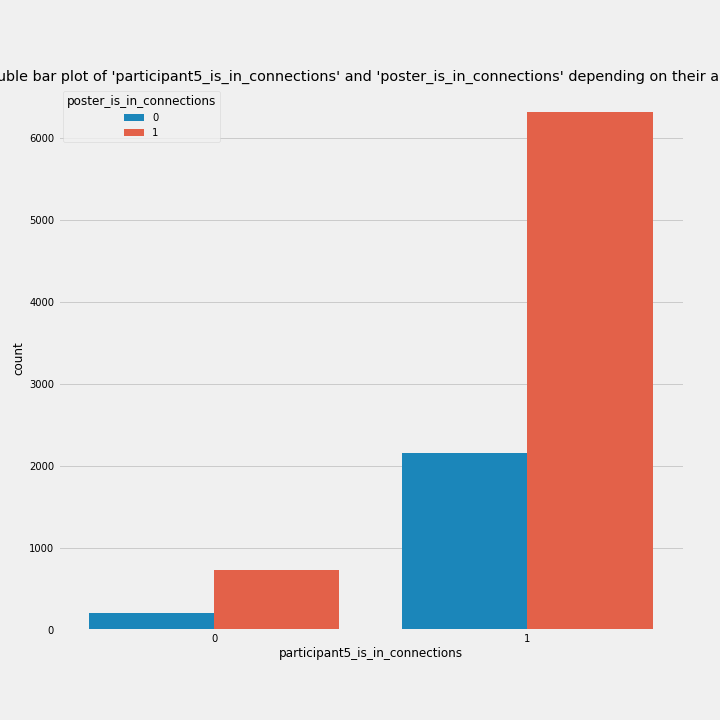 uble bar plot of 'participant5_is_in_connections' and 'poster_is_in_connections' depending on their a
poster_is_in_connections
0
1
6000
5000
4000
3000
2000
1000
0
count
0 1
participant5_is_in_connections